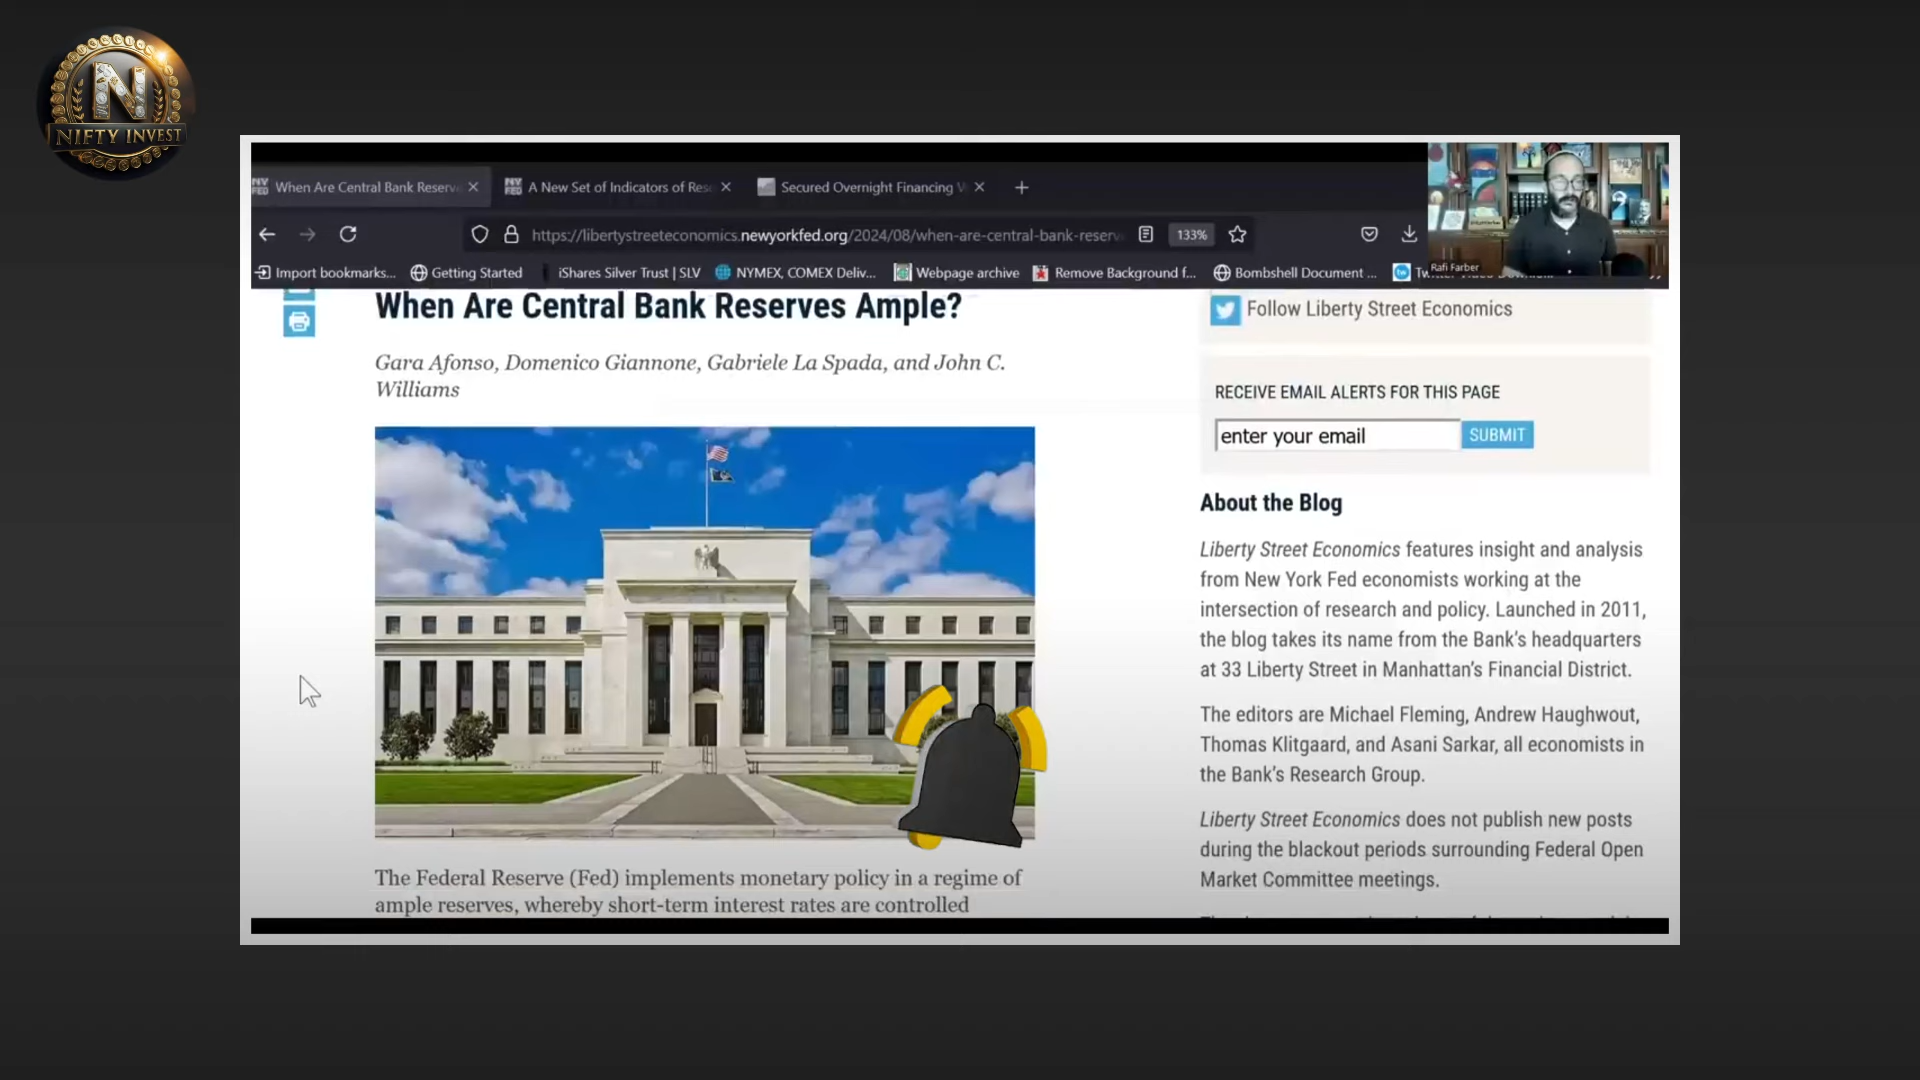 N
NIFTY INVEST
When Are Central Bank Reserve
A New Set of Indicators of Res
Secured Overnight Financing
https://libertystreeteconomics.newyorkfed.org/2024/08/when-are-central-bank-reserv
133%
Import bookmarks...
Getting Started
iShares Silver Trust | SLV
NYMEX, COMEX Deliv...
Webpage archive
Remove Background f...
Bombshell Document ...
Rafi Farber
When Are Central Bank Reserves Ample?
Gara Afonso, Domenico Giannone, Gabriele La Spada, and John C.
Williams
The Federal Reserve (Fed) implements monetary policy in a regime of
ample reserves, whereby short-term interest rates are controlled
Follow Liberty Street Economics
RECEIVE EMAIL ALERTS FOR THIS PAGE
enter your email
SUBMIT
About the Blog
Liberty Street Economics features insight and analysis
from New York Fed economists working at the
intersection of research and policy. Launched in 2011,
the blog takes its name from the Bank's headquarters
at 33 Liberty Street in Manhattan's Financial District.
The editors are Michael Fleming, Andrew Haughwout,
Thomas Klitgaard, and Asani Sarkar, all economists in
the Bank's Research Group.
Liberty Street Economics does not publish new posts
during the blackout periods surrounding Federal Open
Market Committee meetings.